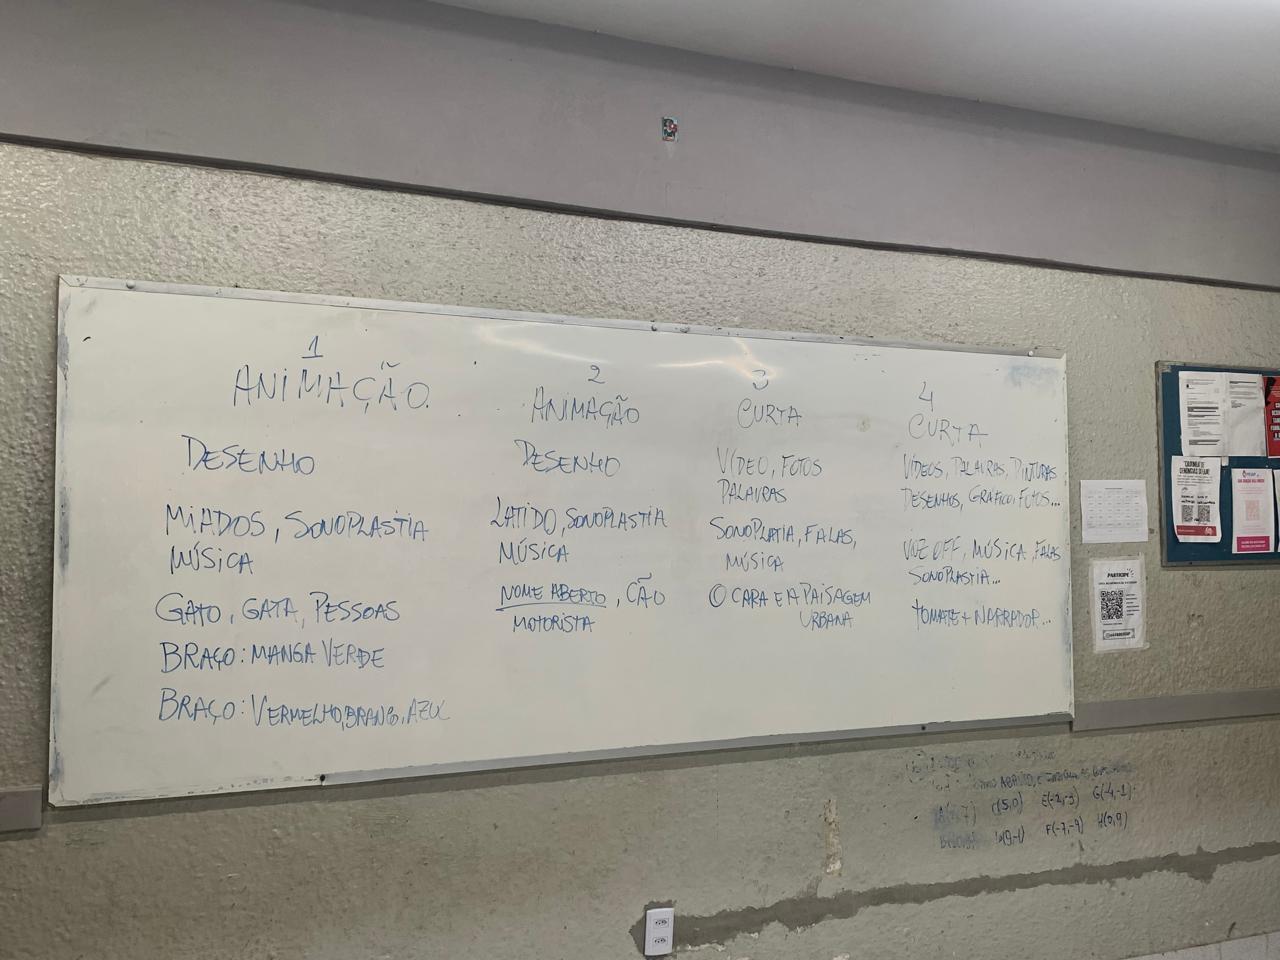 1
ANIMAÇÃO.
DESENHO
MIADOS, SONOPLASTIA
MÚSICA
GATO, GATA, PESSOAS
BRAÇO: MANGA VERDE
BRAÇO: VERMELHO, BRANCO, AZUL
2
ANIMAÇÃO
DESENHO
LATIDO, SONOPLASTIA
MÚSICA
NOME ABERTO, CÃO
MOTORISTA
3
CURTA
VÍDEO, FOTOS
PALAVRAS
SONOPLATIA, FALAS,
MÚSICA
O CARA E A PAISAGEM
URBANA
4
CURTA
VÍDEOS, PALAVRAS, PINTURAS
DESENHOS, GRÁFICO, FOTOS...
VOZ OFF, MÚSICA, FALAS
SONOPLASTIA...
TOMATE + NARRADOR...
PARTICIPE
E(-2,-3) G(-4,-1)
F(-7,-4) H(0,9)